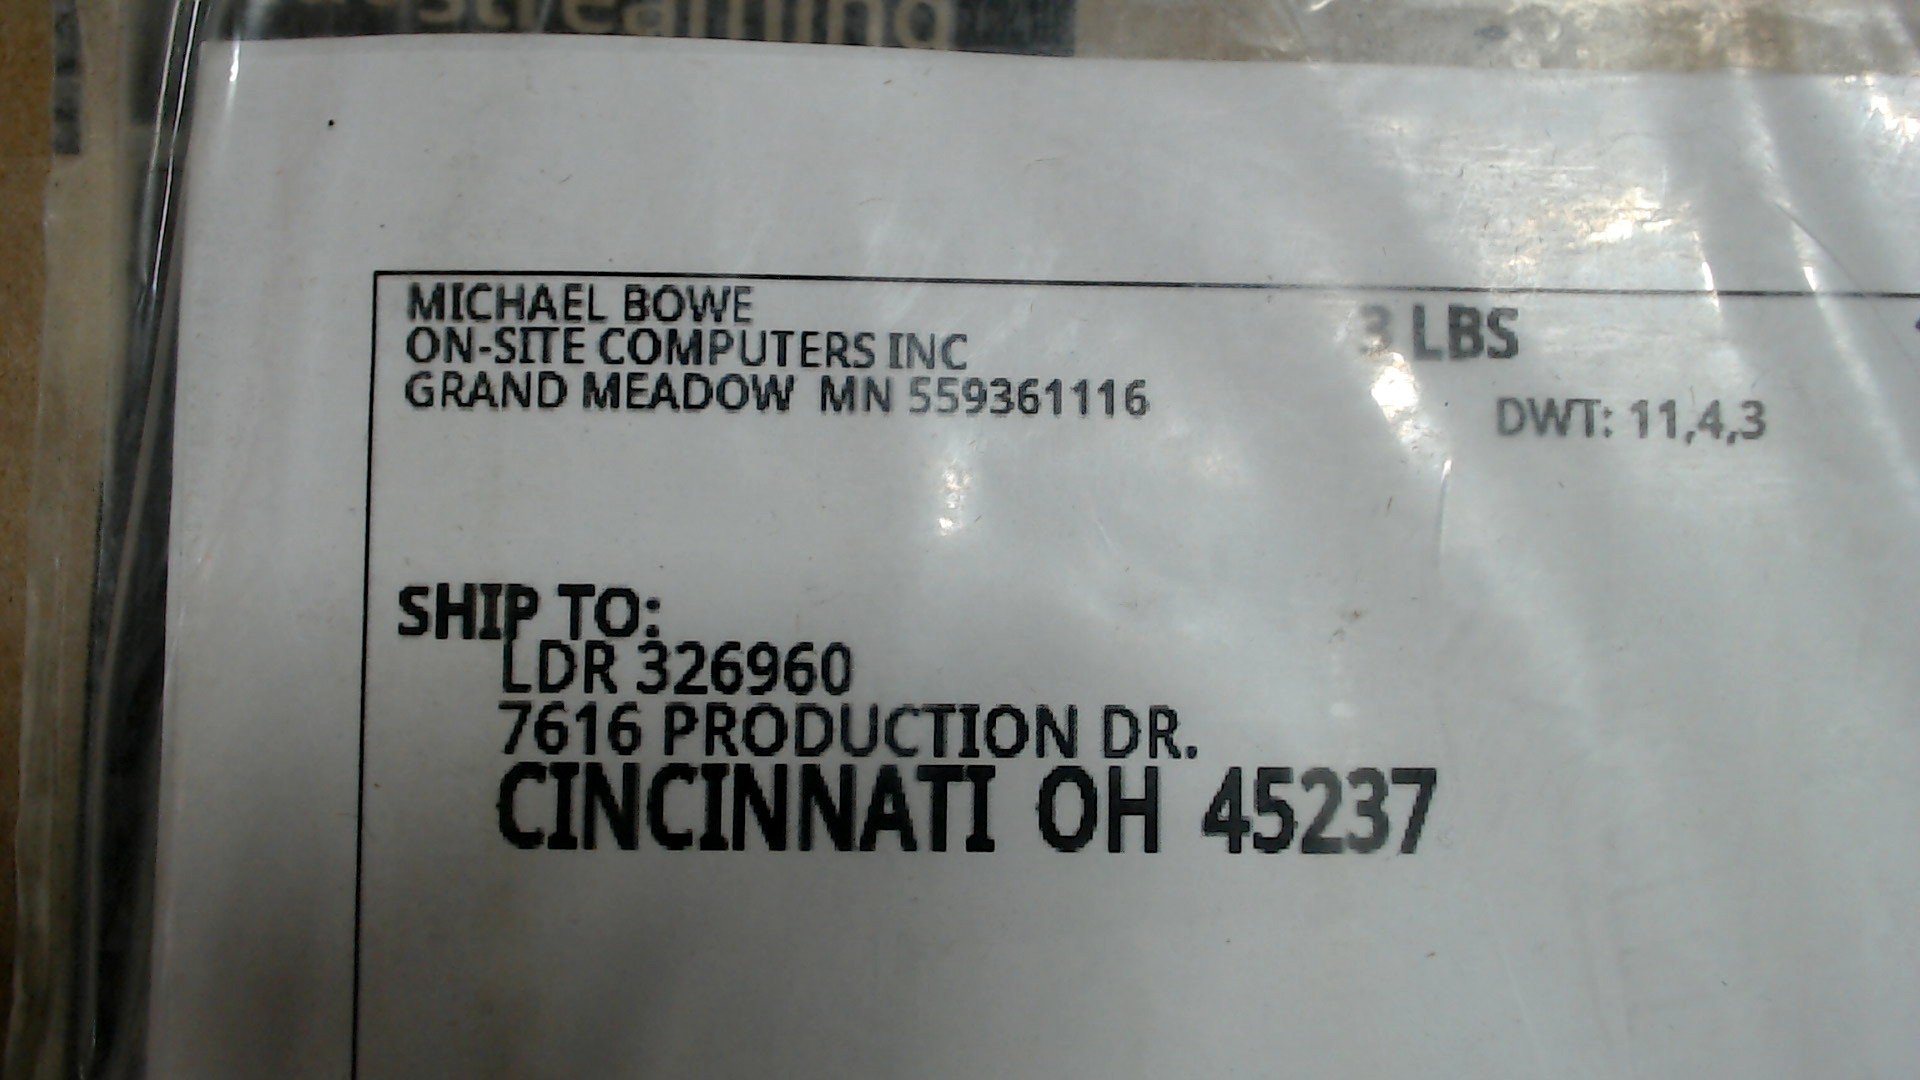 MICHAEL BOWE
ON-SITE COMPUTERS INC
GRAND MEADOW MN 559361116
3 LBS
DWT: 11,4,3
SHIP TO:
LDR 326960
7616 PRODUCTION DR.
CINCINNATI OH 45237